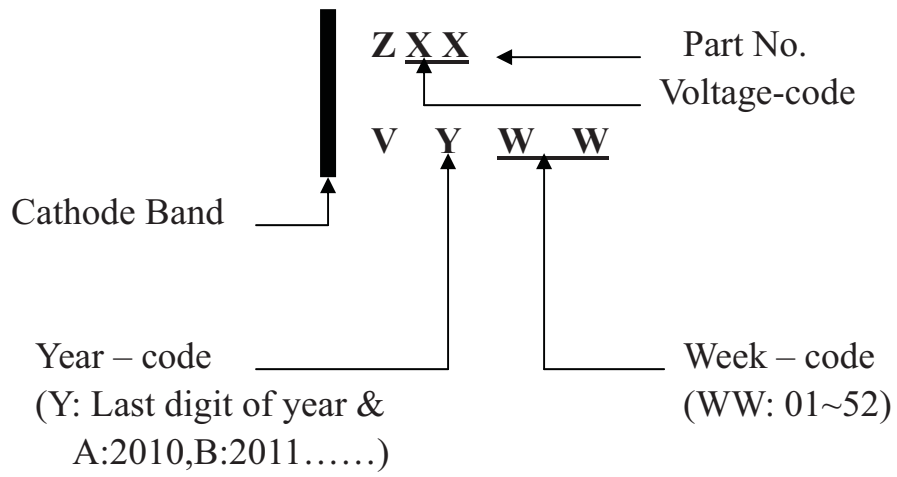 Z X X Part No.
Voltage-code
V Y W W
Cathode Band
Year – code Week – code
(Y: Last digit of year & (WW: 01~52)
A:2010,B:2011……)